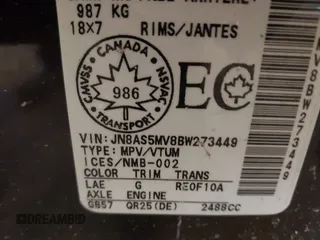 987 KG
18X7 RIMS/JANTES
CANADA
CMVSS NSVAC
986
EC
VIN: JN8AS5MV8BW273449
TYPE: MPV/VTUM
ICES/NMB-002
COLOR TRIM TRANS
LAE G RE0F10A
AXLE ENGINE
GB57 QR25(DE) 2488CC
DREAMBID